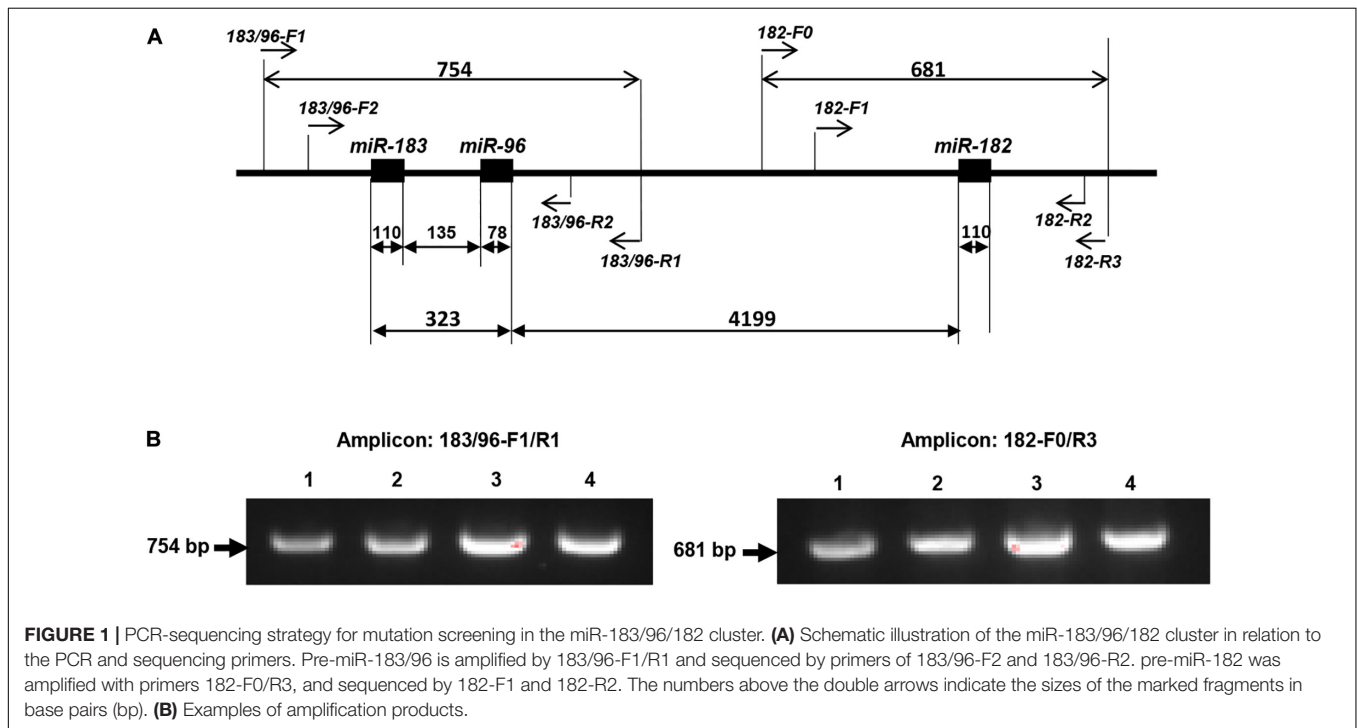 A
183/96-F1
182-F0
754
681
183/96-F2
182-F1
miR-183
miR-96
miR-182
183/96-R2
182-R2
110
135
78
110
183/96-R1
182-R3
323
4199
B
Amplicon: 183/96-F1/R1
Amplicon: 182-F0/R3
1 2 3 4
1 2 3 4
754 bp
681 bp
FIGURE 1 | PCR-sequencing strategy for mutation screening in the miR-183/96/182 cluster. (A) Schematic illustration of the miR-183/96/182 cluster in relation to
the PCR and sequencing primers. Pre-miR-183/96 is amplified by 183/96-F1/R1 and sequenced by primers of 183/96-F2 and 183/96-R2. pre-miR-182 was
amplified with primers 182-F0/R3, and sequenced by 182-F1 and 182-R2. The numbers above the double arrows indicate the sizes of the marked fragments in
base pairs (bp). (B) Examples of amplification products.